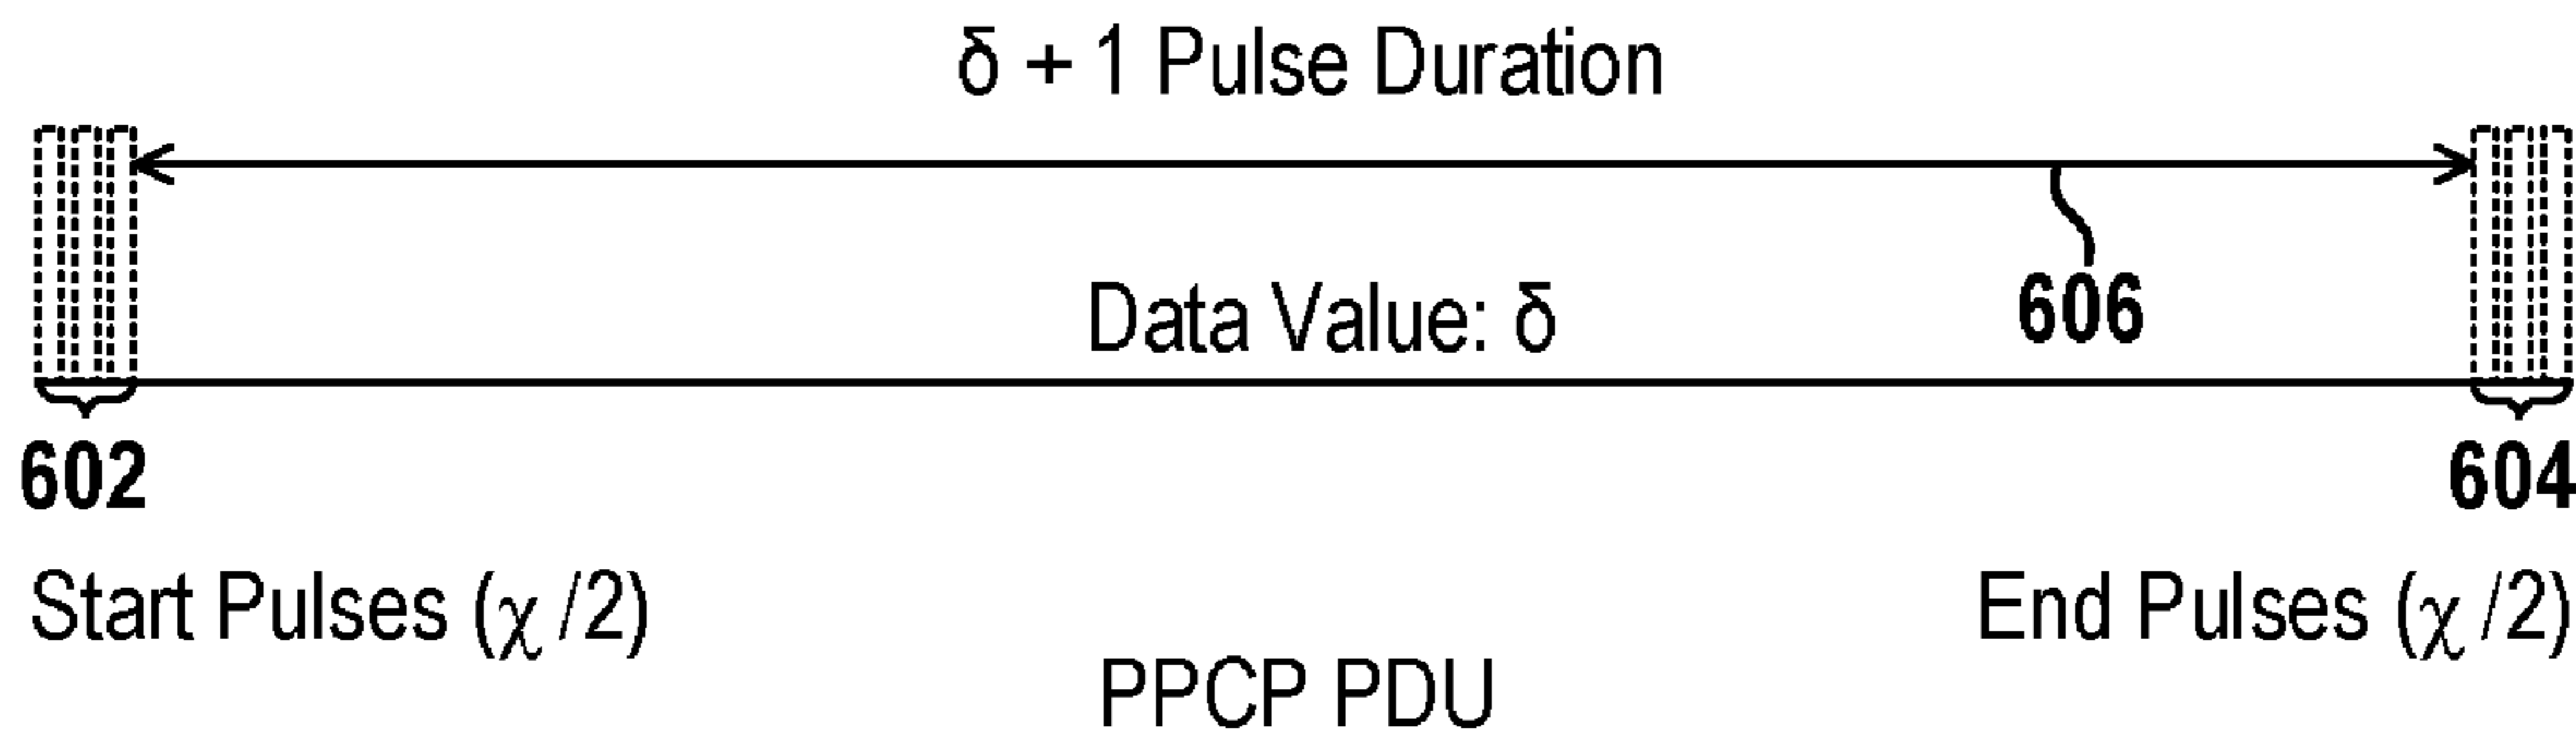 δ + 1 Pulse Duration
Data Value: δ
606
602
604
Start Pulses (χ/2)
End Pulses (χ/2)
PPCP PDU